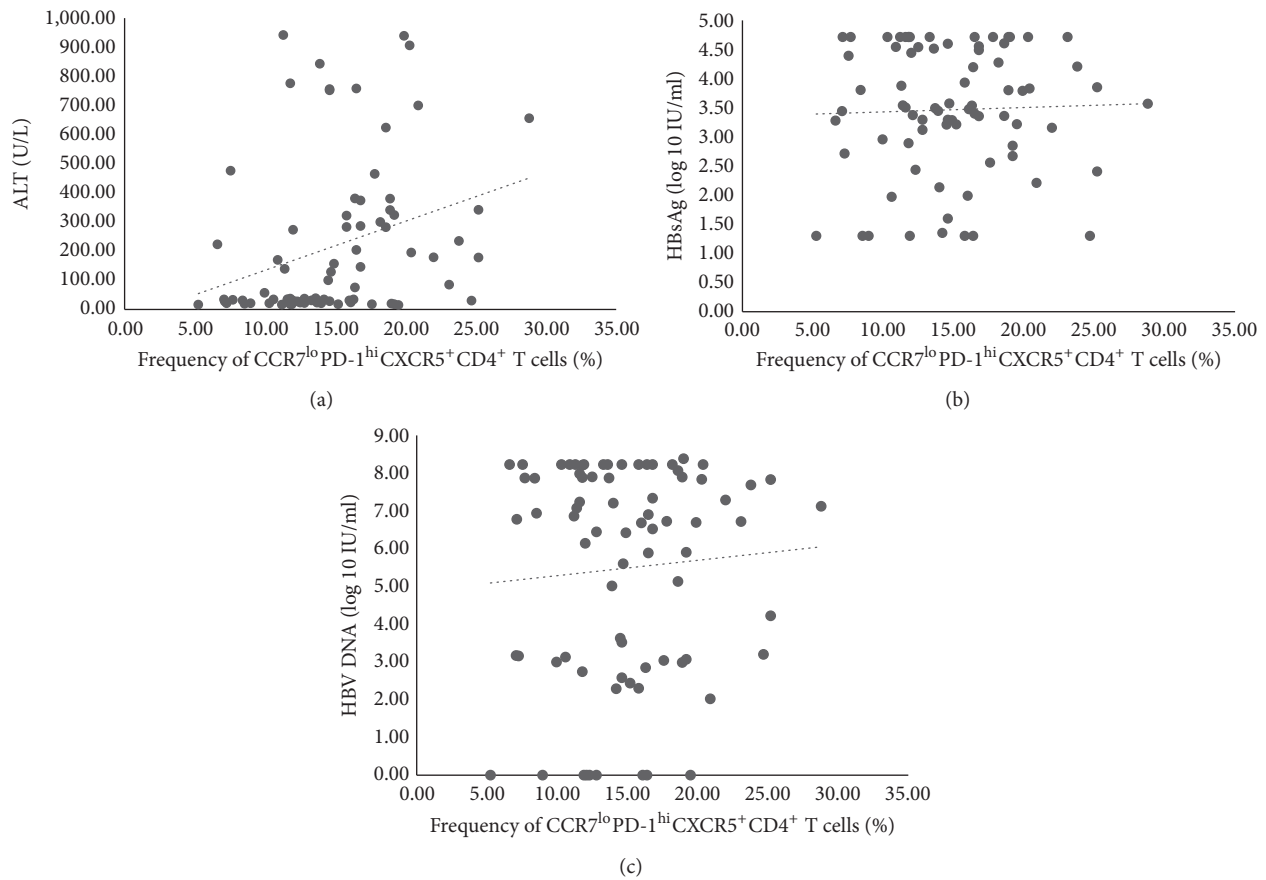 1,000.00
900.00
800.00
700.00
600.00
500.00
400.00
300.00
200.00
100.00
0.00
ALT (U/L)
0.00 5.00 10.00 15.00 20.00 25.00 30.00 35.00
Frequency of CCR7loPD-1hiCXCR5+CD4+ T cells (%)
(a)
5.00
4.50
4.00
3.50
3.00
2.50
2.00
1.50
1.00
0.50
0.00
HBsAg (log 10 IU/ml)
0.00 5.00 10.00 15.00 20.00 25.00 30.00 35.00
Frequency of CCR7loPD-1hiCXCR5+CD4+ T cells (%)
(b)
9.00
8.00
7.00
6.00
5.00
4.00
3.00
2.00
1.00
0.00
HBV DNA (log 10 IU/ml)
0.00 5.00 10.00 15.00 20.00 25.00 30.00 35.00
Frequency of CCR7loPD-1hiCXCR5+CD4+ T cells (%)
(c)